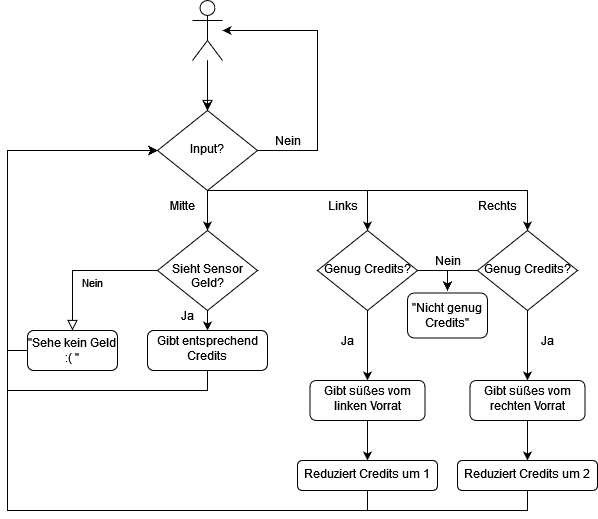 Input?
Nein
Mitte
Links
Rechts
Sieht Sensor
Geld?
Genug Credits?
Nein
Genug Credits?
Nein
"Nicht genug
Credits"
Ja
"Sehe kein Geld
:( "
Gibt entsprechend
Credits
Ja
Ja
Gibt süßes vom
linken Vorrat
Gibt süßes vom
rechten Vorrat
Reduziert Credits um 1
Reduziert Credits um 2